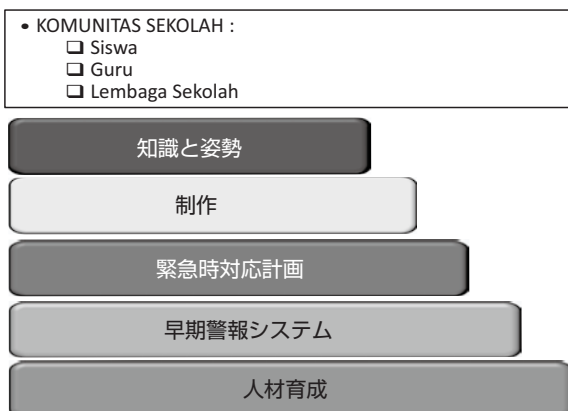 • KOMUNITAS SEKOLAH :
❑ Siswa
❑ Guru
❑ Lembaga Sekolah
知識と姿勢
制作
緊急時対応計画
早期警報システム
人材育成